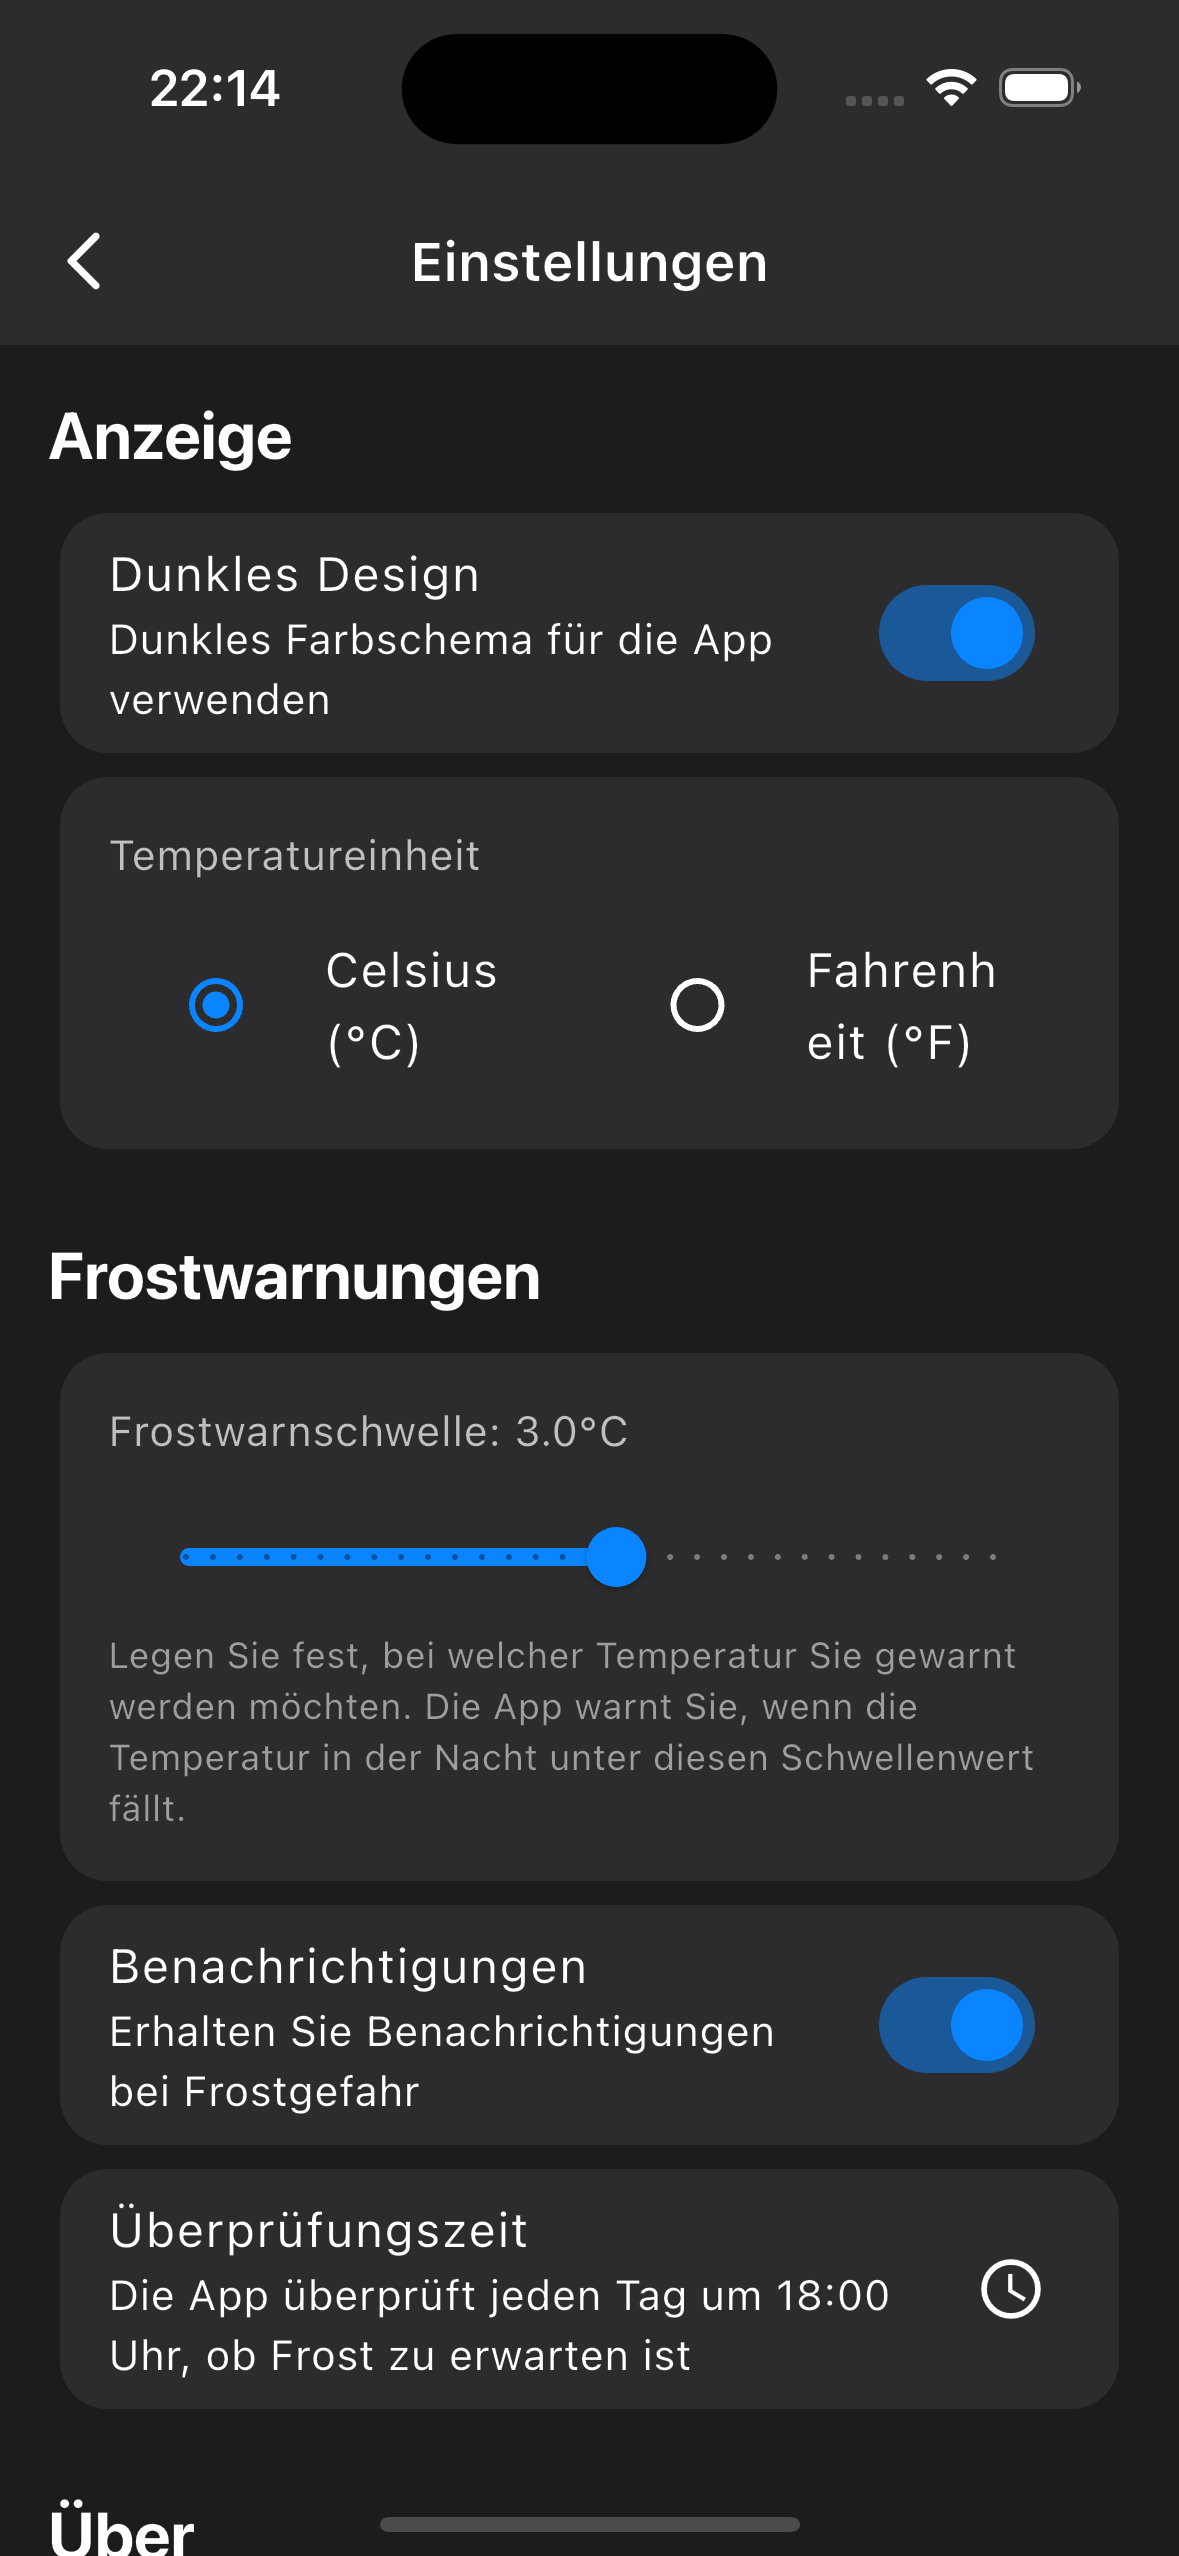 22:14
Einstellungen
Anzeige
Dunkles Design
Dunkles Farbschema für die App
verwenden
Temperatureinheit
Celsius
(°C)
Fahrenh
eit (°F)
Frostwarnungen
Frostwarnschwelle: 3.0°C
Legen Sie fest, bei welcher Temperatur Sie gewarnt
werden möchten. Die App warnt Sie, wenn die
Temperatur in der Nacht unter diesen Schwellenwert
fällt.
Benachrichtigungen
Erhalten Sie Benachrichtigungen
bei Frostgefahr
Überprüfungszeit
Die App überprüft jeden Tag um 18:00
Uhr, ob Frost zu erwarten ist
Über